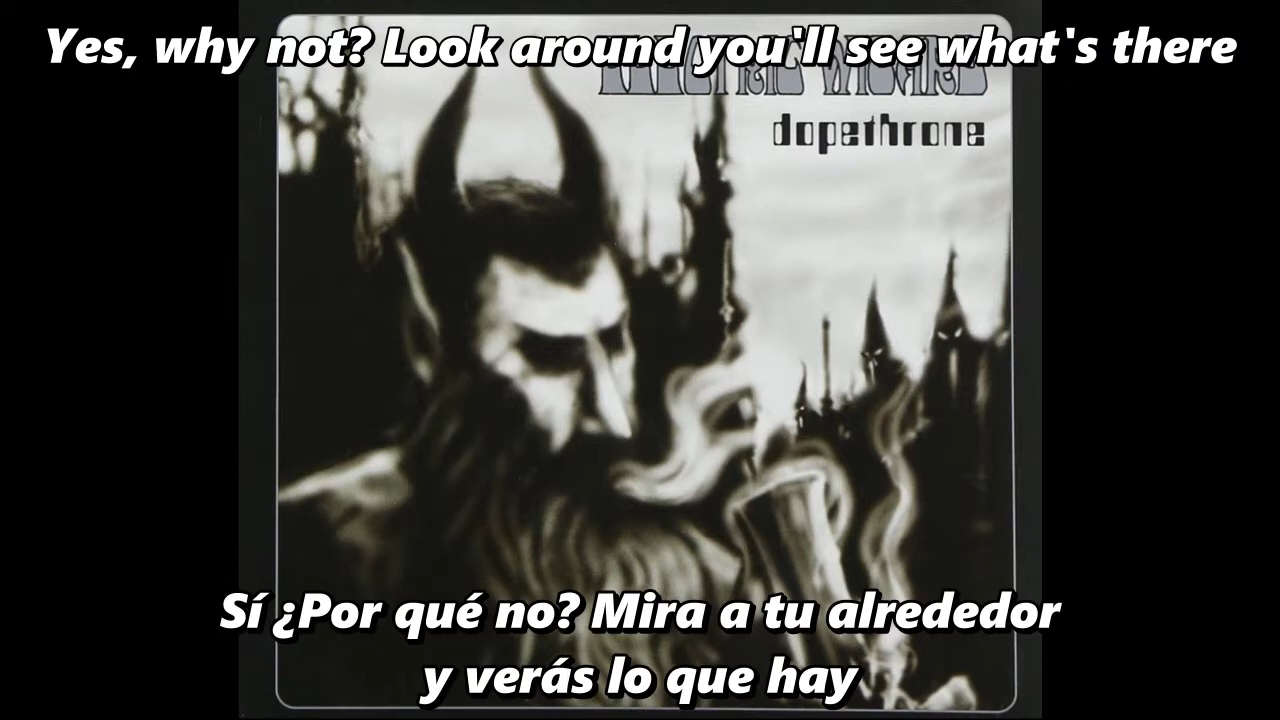 Yes, why not? Look around you'll see what's there
dopethrone
Sí ¿Por qué no? Mira a tu alrededor
y verás lo que hay